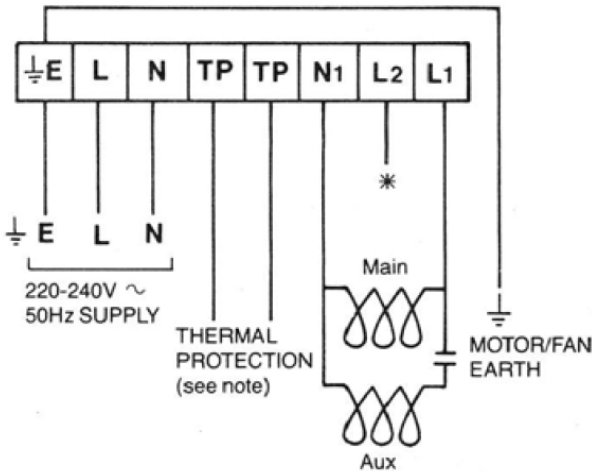 E L N TP TP N1 L2 L1
*
E L N
220-240V ~
50Hz SUPPLY
THERMAL
PROTECTION
(see note)
Main
MOTOR/FAN
EARTH
Aux